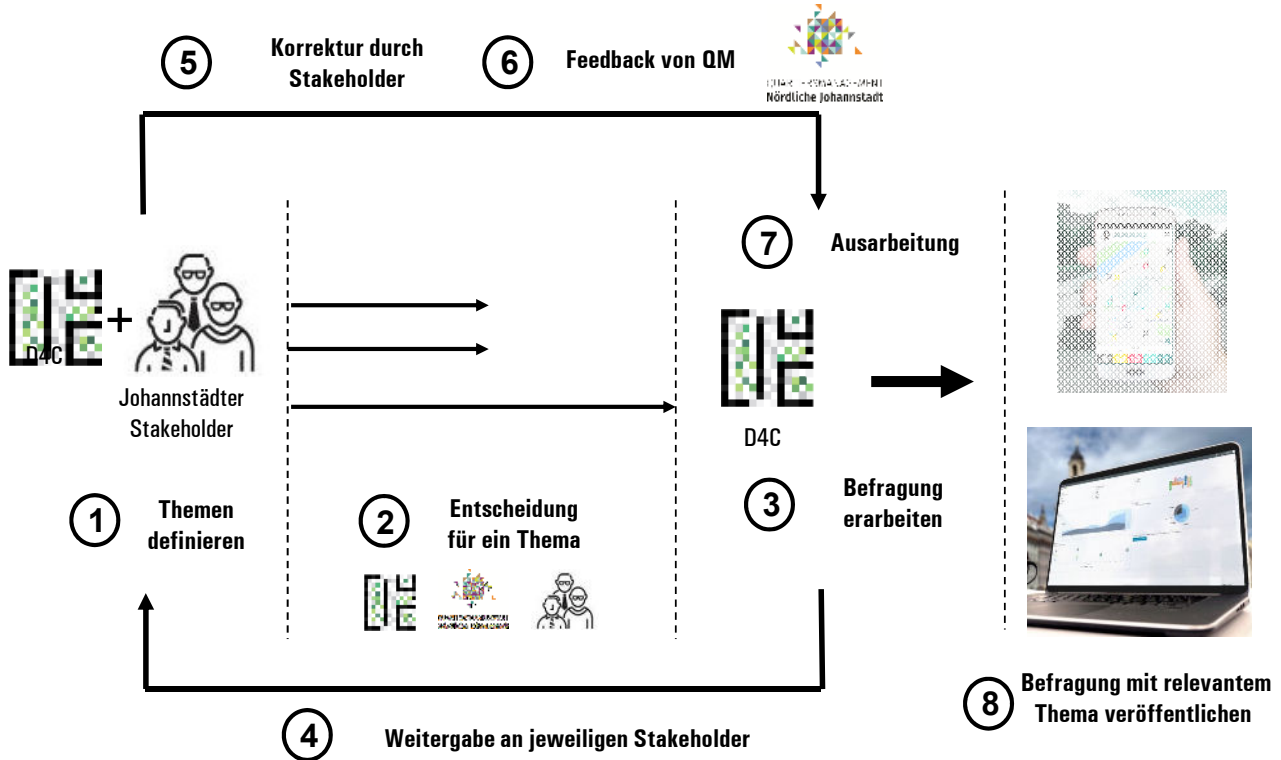 5
Korrektur durch
Stakeholder
6
Feedback von QM
Nördliche Johannstadt
7
Ausarbeitung
D4C
+
Johannstädter
Stakeholder
D4C
1
Themen
definieren
2
Entscheidung
für ein Thema
3
Befragung
erarbeiten
4
Weitergabe an jeweiligen Stakeholder
8
Befragung mit relevantem
Thema veröffentlichen